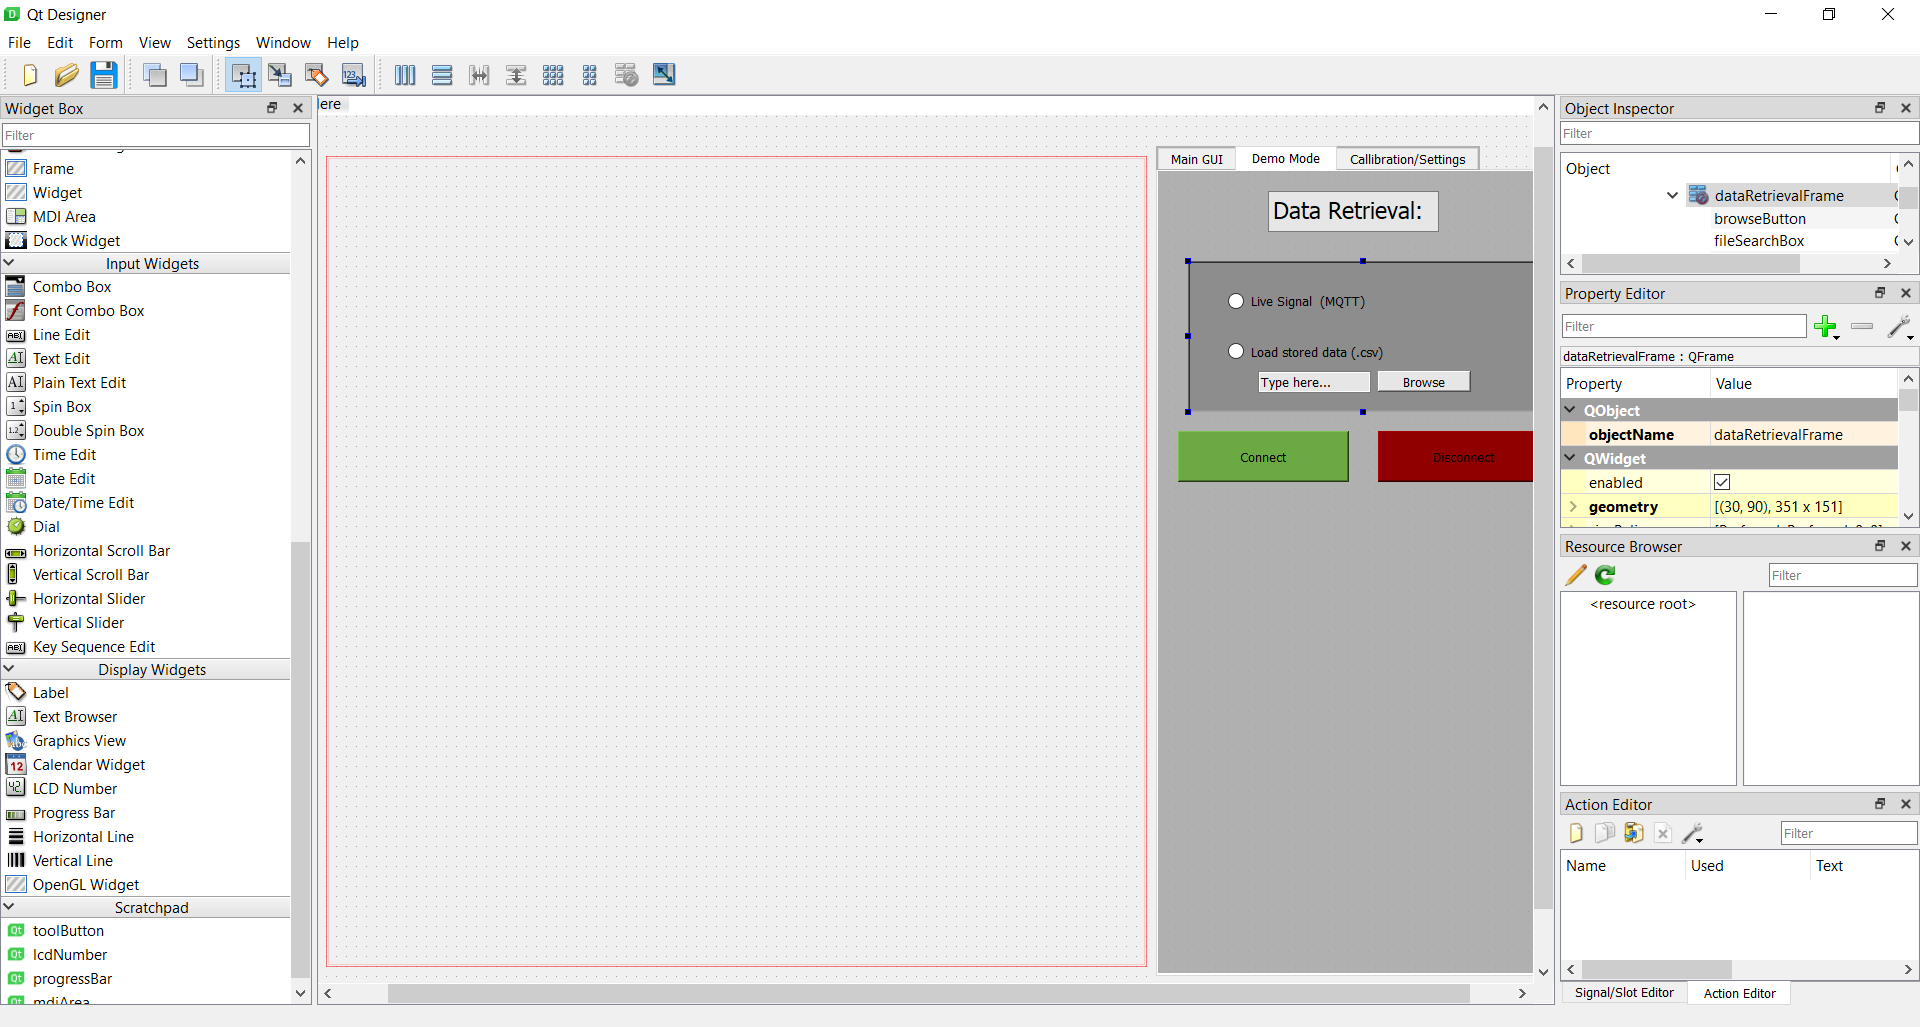 Qt Designer
File Edit Form View Settings Window Help
Widget Box
Filter
Frame
Widget
MDI Area
Dock Widget
Input Widgets
Combo Box
Font Combo Box
Line Edit
Text Edit
Plain Text Edit
Spin Box
Double Spin Box
Time Edit
Date Edit
Date/Time Edit
Dial
Horizontal Scroll Bar
Vertical Scroll Bar
Horizontal Slider
Vertical Slider
Key Sequence Edit
Display Widgets
Label
Text Browser
Graphics View
Calendar Widget
LCD Number
Progress Bar
Horizontal Line
Vertical Line
OpenGL Widget
Scratchpad
toolButton
lcdNumber
progressBar
mdiArea
Main GUI Demo Mode Callibration/Settings
Data Retrieval:
Live Signal (MQTT)
Load stored data (.csv)
Type here... Browse
Connect Disconnect
Object Inspector
Filter
Object
dataRetrievalFrame
browseButton
fileSearchBox
Property Editor
Filter
dataRetrievalFrame : QFrame
Property Value
QObject
objectName dataRetrievalFrame
QWidget
enabled
geometry [(30, 90), 351 x 151]
Resource Browser
Filter
<resource root>
Action Editor
Filter
Name Used Text
Signal/Slot Editor Action Editor